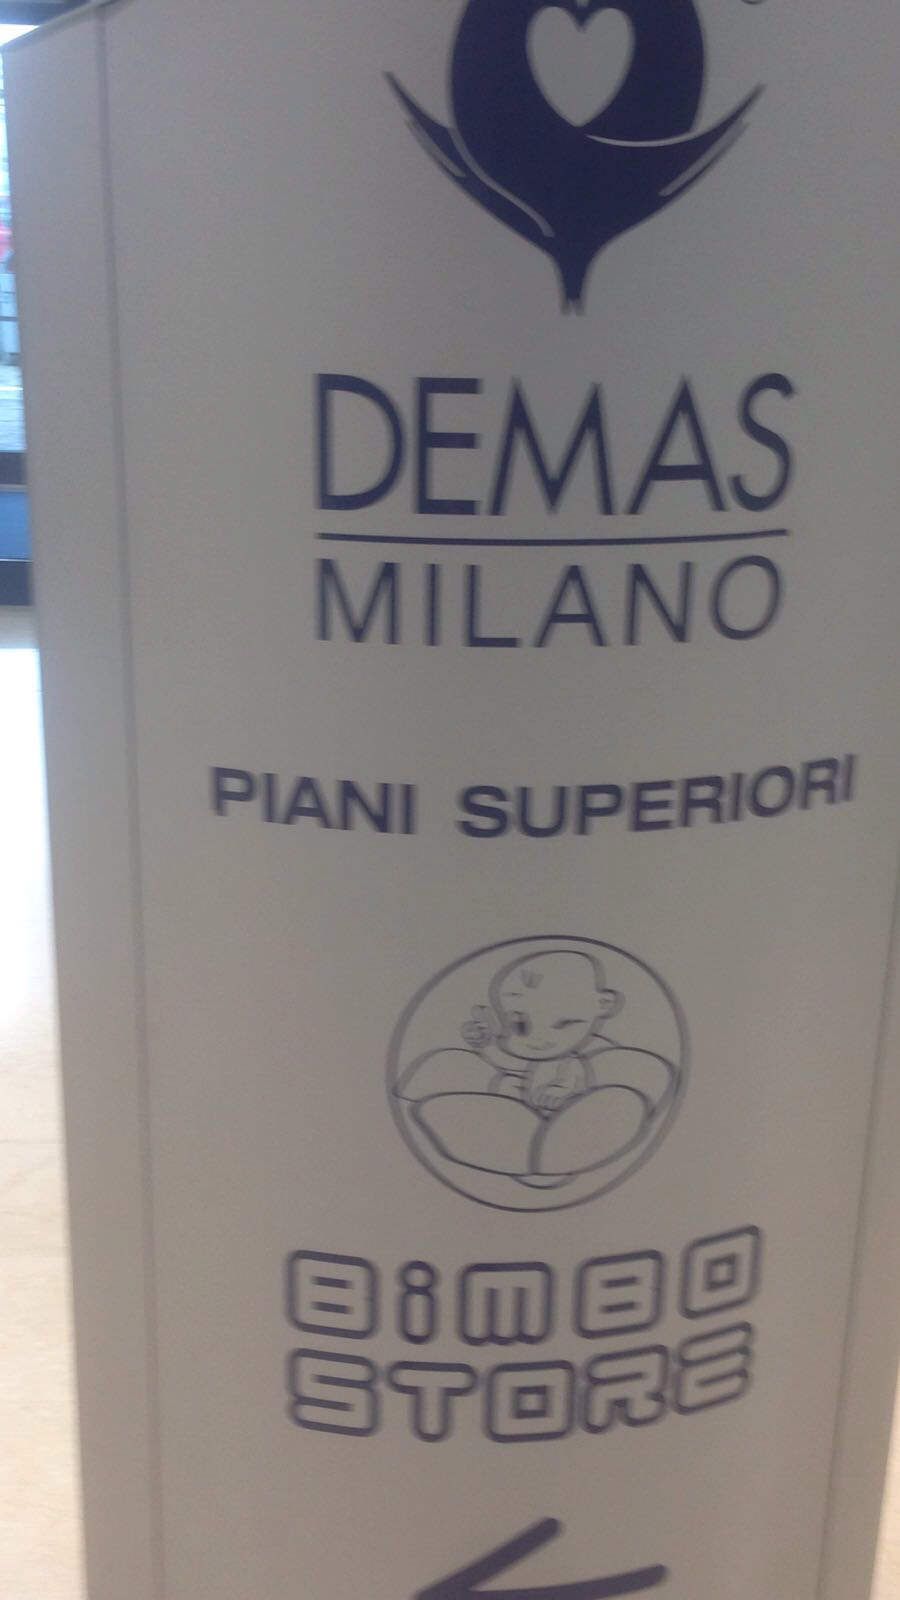 DEMAS
MILANO
PIANI SUPERIORI
BiMBO
STORE